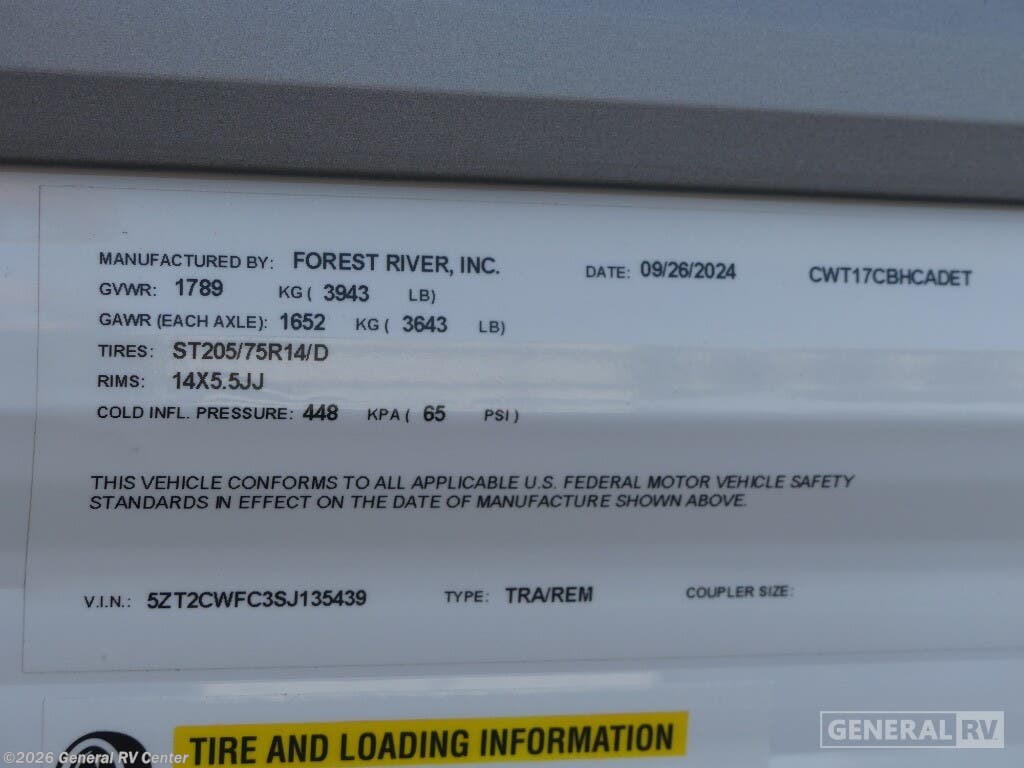 MANUFACTURED BY: FOREST RIVER, INC. DATE: 09/26/2024 CWT17CBHCADET
GVWR: 1789 KG ( 3943 LB)
GAWR (EACH AXLE): 1652 KG ( 3643 LB)
TIRES: ST205/75R14/D
RIMS: 14X5.5JJ
COLD INFL. PRESSURE: 448 KPA ( 65 PSI )
THIS VEHICLE CONFORMS TO ALL APPLICABLE U.S. FEDERAL MOTOR VEHICLE SAFETY
STANDARDS IN EFFECT ON THE DATE OF MANUFACTURE SHOWN ABOVE.
V.I.N.: 5ZT2CWFC3SJ135439 TYPE: TRA/REM COUPLER SIZE:
TIRE AND LOADING INFORMATION
GENERAL RV
©2026 General RV Center